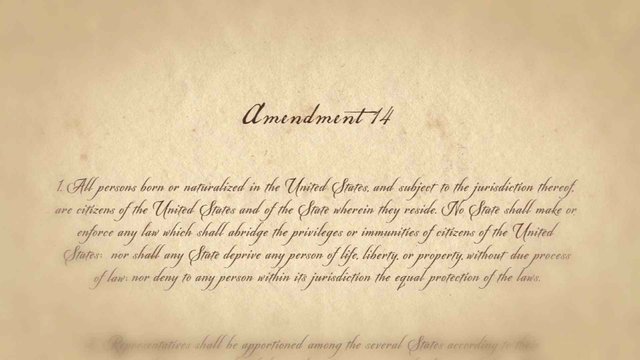 Amendment 14
1. All persons born or naturalized in the United States, and subject to the jurisdiction thereof,
are citizens of the United States and of the State wherein they reside. No State shall make or
enforce any law which shall abridge the privileges or immunities of citizens of the United
States; nor shall any State deprive any person of life, liberty, or property, without due process
of law; nor deny to any person within its jurisdiction the equal protection of the laws.
Representatives shall be apportioned among the several States according to their